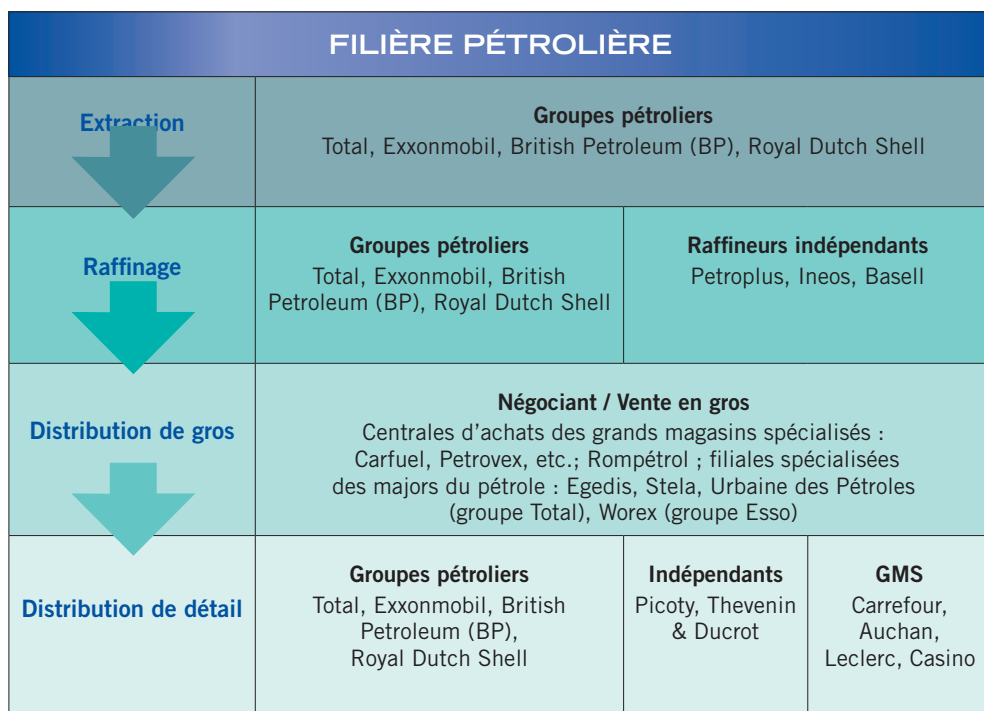 FILIÈRE PÉTROLIÈRE
Extraction
Groupes pétroliers
Total, Exxonmobil, British Petroleum (BP), Royal Dutch Shell
Raffinage
Groupes pétroliers
Total, Exxonmobil, British
Petroleum (BP), Royal Dutch Shell
Raffineurs indépendants
Petroplus, Ineos, Basell
Distribution de gros
Négociant / Vente en gros
Centrales d'achats des grands magasins spécialisés :
Carfuel, Petrovex, etc.; Rompétrol ; filiales spécialisées
des majors du pétrole : Egedis, Stela, Urbaine des Pétroles
(groupe Total), Worex (groupe Esso)
Distribution de détail
Groupes pétroliers
Total, Exxonmobil, British
Petroleum (BP),
Royal Dutch Shell
Indépendants
Picoty, Thevenin
& Ducrot
GMS
Carrefour,
Auchan,
Leclerc, Casino